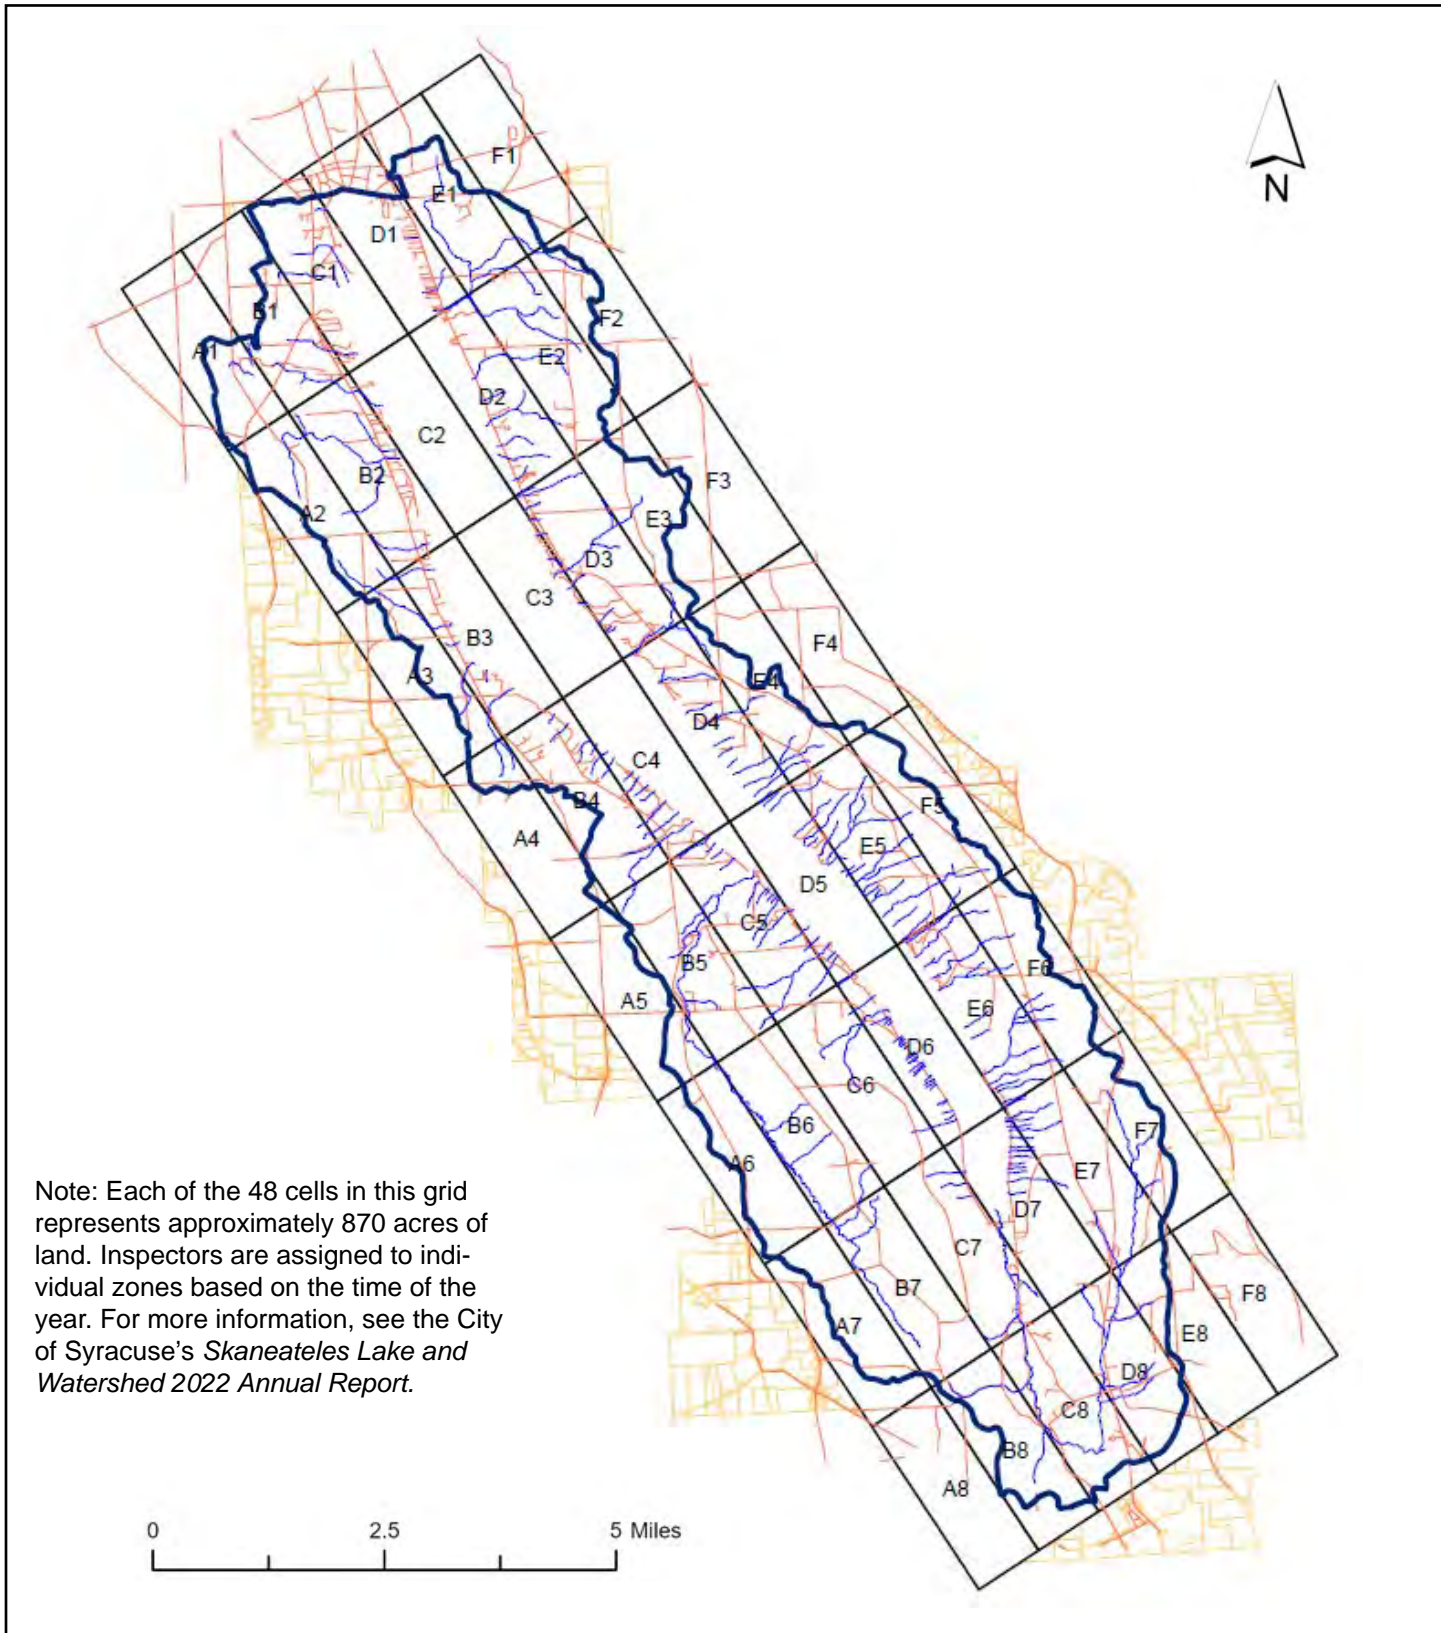 N
F1
E1
D1
C1
B1
A1
F2
E2
D2
C2
B2
A2
F3
E3
D3
C3
B3
A3
F4
E4
D4
C4
B4
A4
F5
E5
D5
C5
B5
A5
F6
E6
D6
C6
B6
A6
F7
E7
D7
C7
B7
A7
F8
E8
D8
C8
B8
A8
Note: Each of the 48 cells in this grid
represents approximately 870 acres of
land. Inspectors are assigned to indi-
vidual zones based on the time of the
year. For more information, see the City
of Syracuse's Skaneateles Lake and
Watershed 2022 Annual Report.
0 2.5 5 Miles